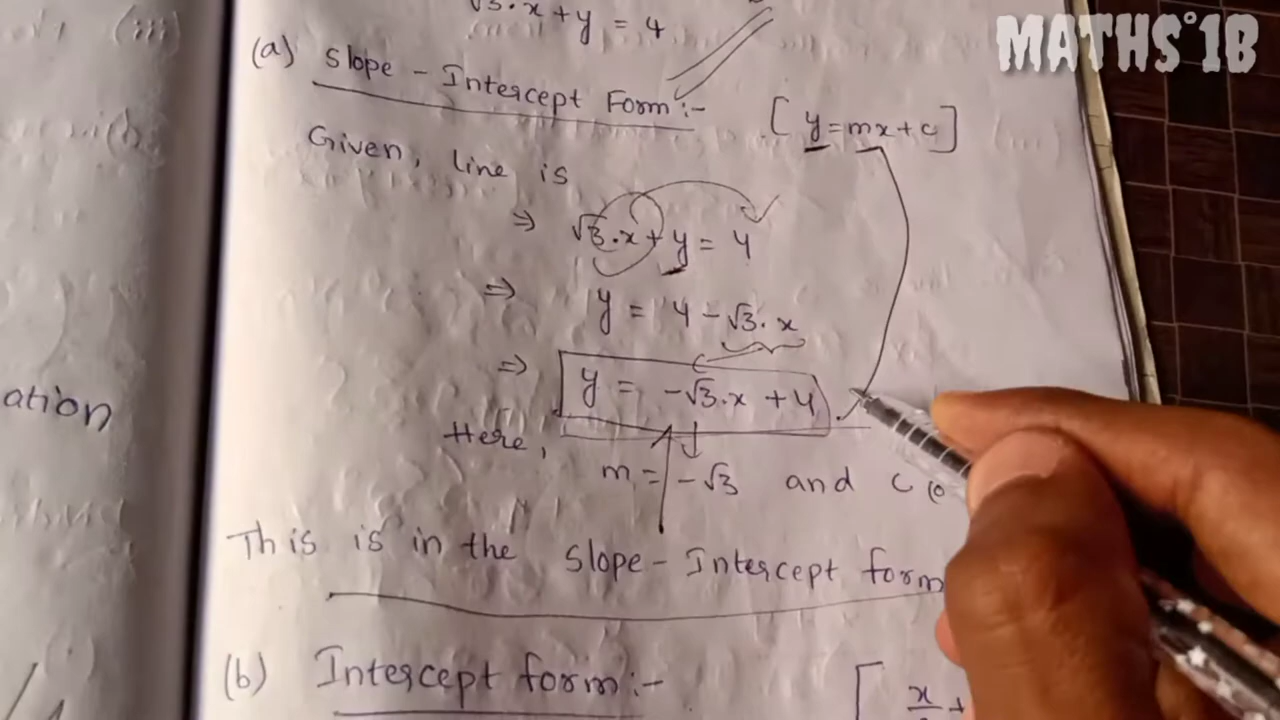 √3.x + y = 4
MATHS 1B
(a) Slope - Intercept Form :-
[y = mx + c]
Given, line is
⇒ √3.x + y = 4
⇒ y = 4 - √3.x
⇒ y = -√3.x + 4.
Here,
m = -√3 and c
This is in the slope - Intercept form
ation
(b) Intercept form :-
[ x